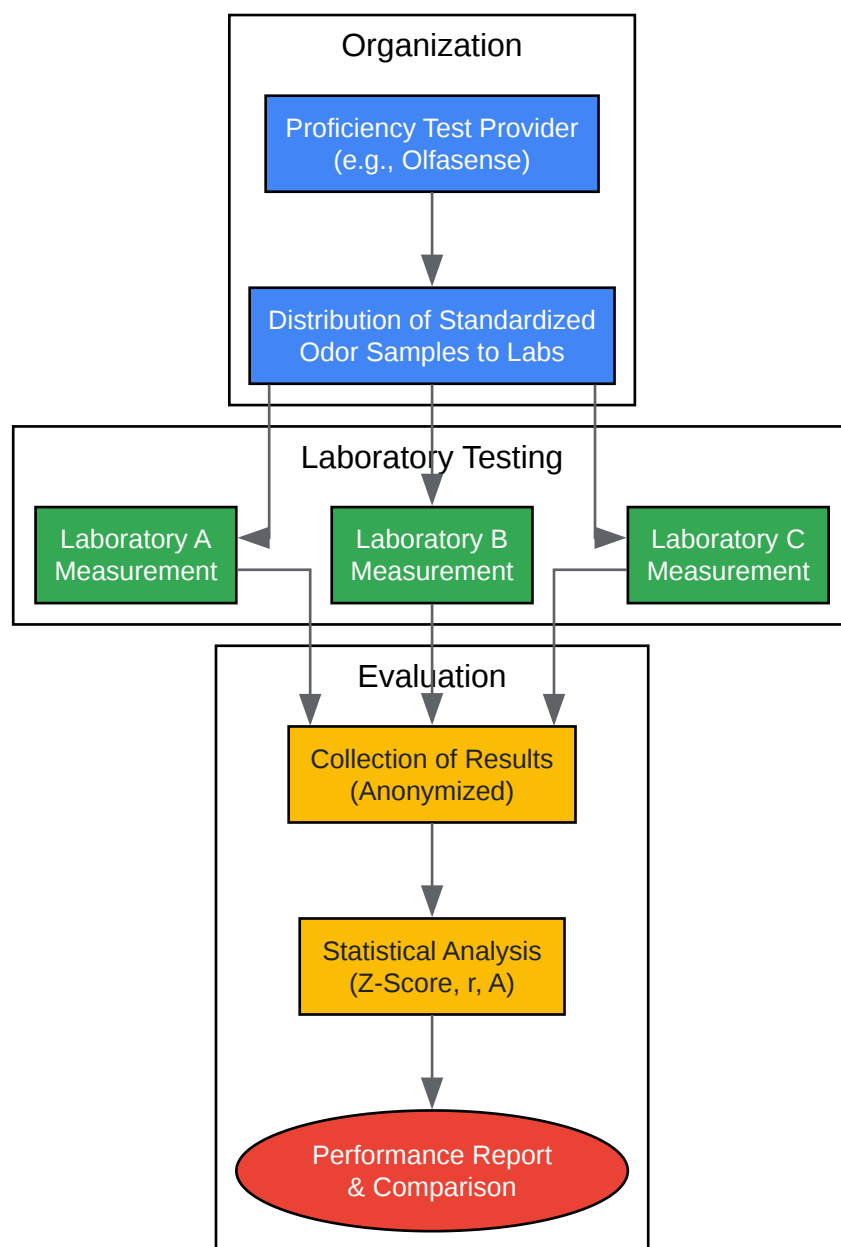 Organization
Proficiency Test Provider
(e.g., Olfasense)
Distribution of Standardized
Odor Samples to Labs
Laboratory Testing
Laboratory A
Measurement
Laboratory B
Measurement
Laboratory C
Measurement
Evaluation
Collection of Results
(Anonymized)
Statistical Analysis
(Z-Score, r, A)
Performance Report
& Comparison